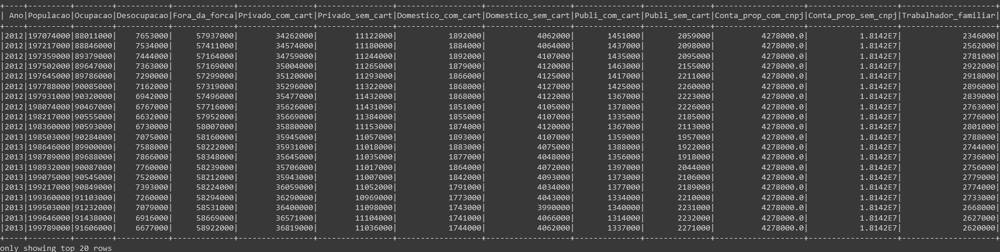 +----+---------+--------+-----------+-------------+----------------+----------------+------------------+------------------+--------------+--------------+-------------------+-------------------+--------------------+
| Ano|Populacao|Ocupacao|Desocupacao|Fora_da_forca|Privado_com_cart|Privado_sem_cart|Domestico_com_cart|Domestico_sem_cart|Publi_com_cart|Publi_sem_cart|Conta_prop_com_cnpj|Conta_prop_sem_cnpj|Trabalhador_familiar|
+----+---------+--------+-----------+-------------+----------------+----------------+------------------+------------------+--------------+--------------+-------------------+-------------------+--------------------+
|2012|197074000|88011000|    7653000|     57937000|        34262000|        11122000|           1892000|           4062000|       1451000|       2059000|          4278000.0|           1.8142E7|             2346000|
|2012|197217000|88846000|    7534000|     57411000|        34574000|        11180000|           1884000|           4064000|       1437000|       2098000|          4278000.0|           1.8142E7|             2562000|
|2012|197359000|89379000|    7444000|     57164000|        34759000|        11244000|           1892000|           4107000|       1435000|       2095000|          4278000.0|           1.8142E7|             2781000|
|2012|197502000|89647000|    7363000|     57169000|        35004000|        11265000|           1879000|           4120000|       1463000|       2155000|          4278000.0|           1.8142E7|             2922000|
|2012|197645000|89786000|    7290000|     57299000|        35120000|        11293000|           1866000|           4125000|       1417000|       2211000|          4278000.0|           1.8142E7|             2918000|
|2012|197788000|90085000|    7162000|     57319000|        35296000|        11322000|           1868000|           4127000|       1425000|       2260000|          4278000.0|           1.8142E7|             2896000|
|2012|197931000|90320000|    6942000|     57496000|        35477000|        11432000|           1868000|           4122000|       1367000|       2223000|          4278000.0|           1.8142E7|             2839000|
|2012|198074000|90467000|    6767000|     57716000|        35626000|        11431000|           1851000|           4105000|       1378000|       2226000|          4278000.0|           1.8142E7|             2763000|
|2012|198217000|90555000|    6632000|     57952000|        35669000|        11384000|           1855000|           4107000|       1335000|       2185000|          4278000.0|           1.8142E7|             2776000|
|2012|198360000|90593000|    6730000|     58007000|        35880000|        11153000|           1874000|           4120000|       1367000|       2113000|          4278000.0|           1.8142E7|             2801000|
|2013|198503000|90284000|    7075000|     58160000|        35945000|        11057000|           1893000|           4107000|       1359000|       1957000|          4278000.0|           1.8142E7|             2788000|
|2013|198646000|89900000|    7588000|     58222000|        35931000|        11018000|           1883000|           4075000|       1388000|       1922000|          4278000.0|           1.8142E7|             2744000|
|2013|198789000|89688000|    7866000|     58348000|        35645000|        11035000|           1877000|           4048000|       1356000|       1918000|          4278000.0|           1.8142E7|             2736000|
|2013|198932000|90087000|    7760000|     58239000|        35706000|        11017000|           1864000|           4072000|       1397000|       2044000|          4278000.0|           1.8142E7|             2756000|
|2013|199075000|90545000|    7520000|     58212000|        35943000|        11007000|           1842000|           4093000|       1373000|       2106000|          4278000.0|           1.8142E7|             2779000|
|2013|199217000|90849000|    7393000|     58224000|        36059000|        11052000|           1791000|           4034000|       1377000|       2189000|          4278000.0|           1.8142E7|             2774000|
|2013|199360000|91103000|    7260000|     58294000|        36290000|        10969000|           1773000|           4043000|       1334000|       2210000|          4278000.0|           1.8142E7|             2733000|
|2013|199503000|91232000|    7079000|     58531000|        36400000|        11098000|           1743000|           3990000|       1340000|       2231000|          4278000.0|           1.8142E7|             2668000|
|2013|199646000|91438000|    6916000|     58669000|        36571000|        11104000|           1741000|           4066000|       1314000|       2232000|          4278000.0|           1.8142E7|             2627000|
|2013|199789000|91606000|    6677000|     58922000|        36819000|        11036000|           1744000|           4062000|       1337000|       2271000|          4278000.0|           1.8142E7|             2620000|
+----+---------+--------+-----------+-------------+----------------+----------------+------------------+------------------+--------------+--------------+-------------------+-------------------+--------------------+
only showing top 20 rows